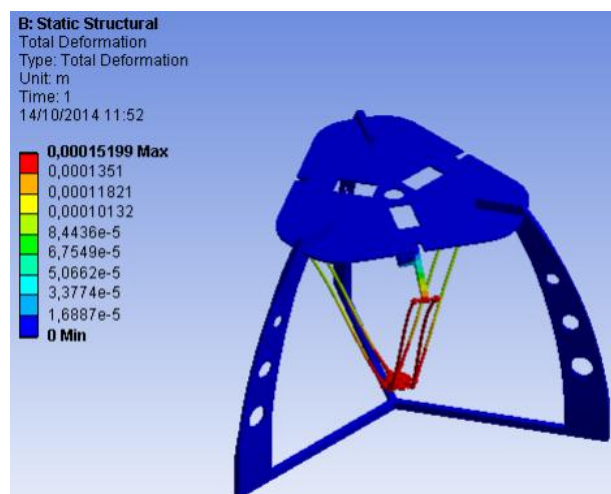 B: Static Structural
Total Deformation
Type: Total Deformation
Unit: m
Time: 1
14/10/2014 11:52
0,00015199 Max
0,0001351
0,00011821
0,00010132
8,4436e-5
6,7549e-5
5,0662e-5
3,3774e-5
1,6887e-5
0 Min